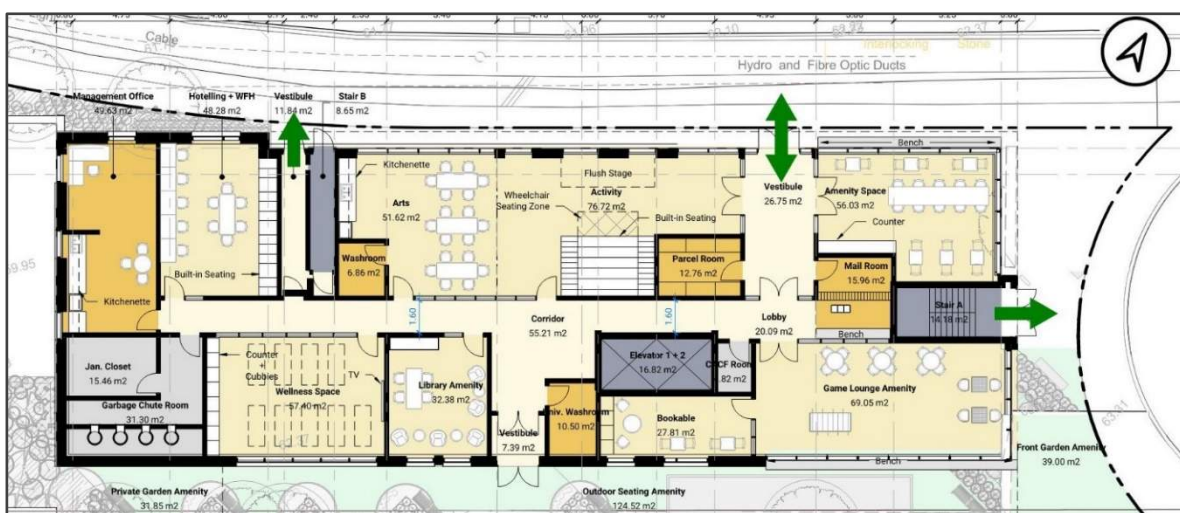 Cable
Interlocking Stone
Hydro and Fibre Optic Ducts
Management Office
49.63 m2
Hotelling + WFH
48.28 m2
Vestibule
11.84 m2
Stair B
8.65 m2
Kitchenette
Arts
51.62 m2
Flush Stage
Activity
76.72 m2
Wheelchair
Seating Zone
Built-in Seating
Vestibule
26.75 m2
Bench
Amenity Space
56.03 m2
Counter
Built-in Seating
Washroom
6.86 m2
Parcel Room
12.76 m2
Mail Room
15.96 m2
Kitchenette
1.60
Corridor
55.21 m2
1.60
Lobby
20.09 m2
Bench
Stair A
14.18 m2
Jan. Closet
15.46 m2
Counter
+
Cubbies
TV
Wellness Space
57.40 m2
Library Amenity
32.38 m2
Elevator 1 + 2
16.82 m2
.82 m2
Game Lounge Amenity
69.05 m2
Garbage Chute Room
31.30 m2
Vestibule
7.39 m2
Univ. Washroom
10.50 m2
Bookable
27.81 m2
Bench
Front Garden Amenity
39.00 m2
Private Garden Amenity
31.85 m2
Outdoor Seating Amenity
124.52 m2